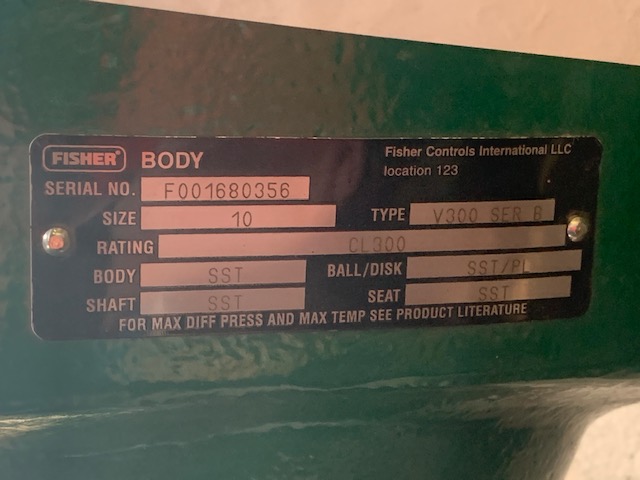 FISHER® BODY Fisher Controls International LLC
location 123
SERIAL NO. F001680356
SIZE 10 TYPE V300 SER B
RATING CL300
BODY SST BALL/DISK SST/PL
SHAFT SST SEAT SST
FOR MAX DIFF PRESS AND MAX TEMP SEE PRODUCT LITERATURE